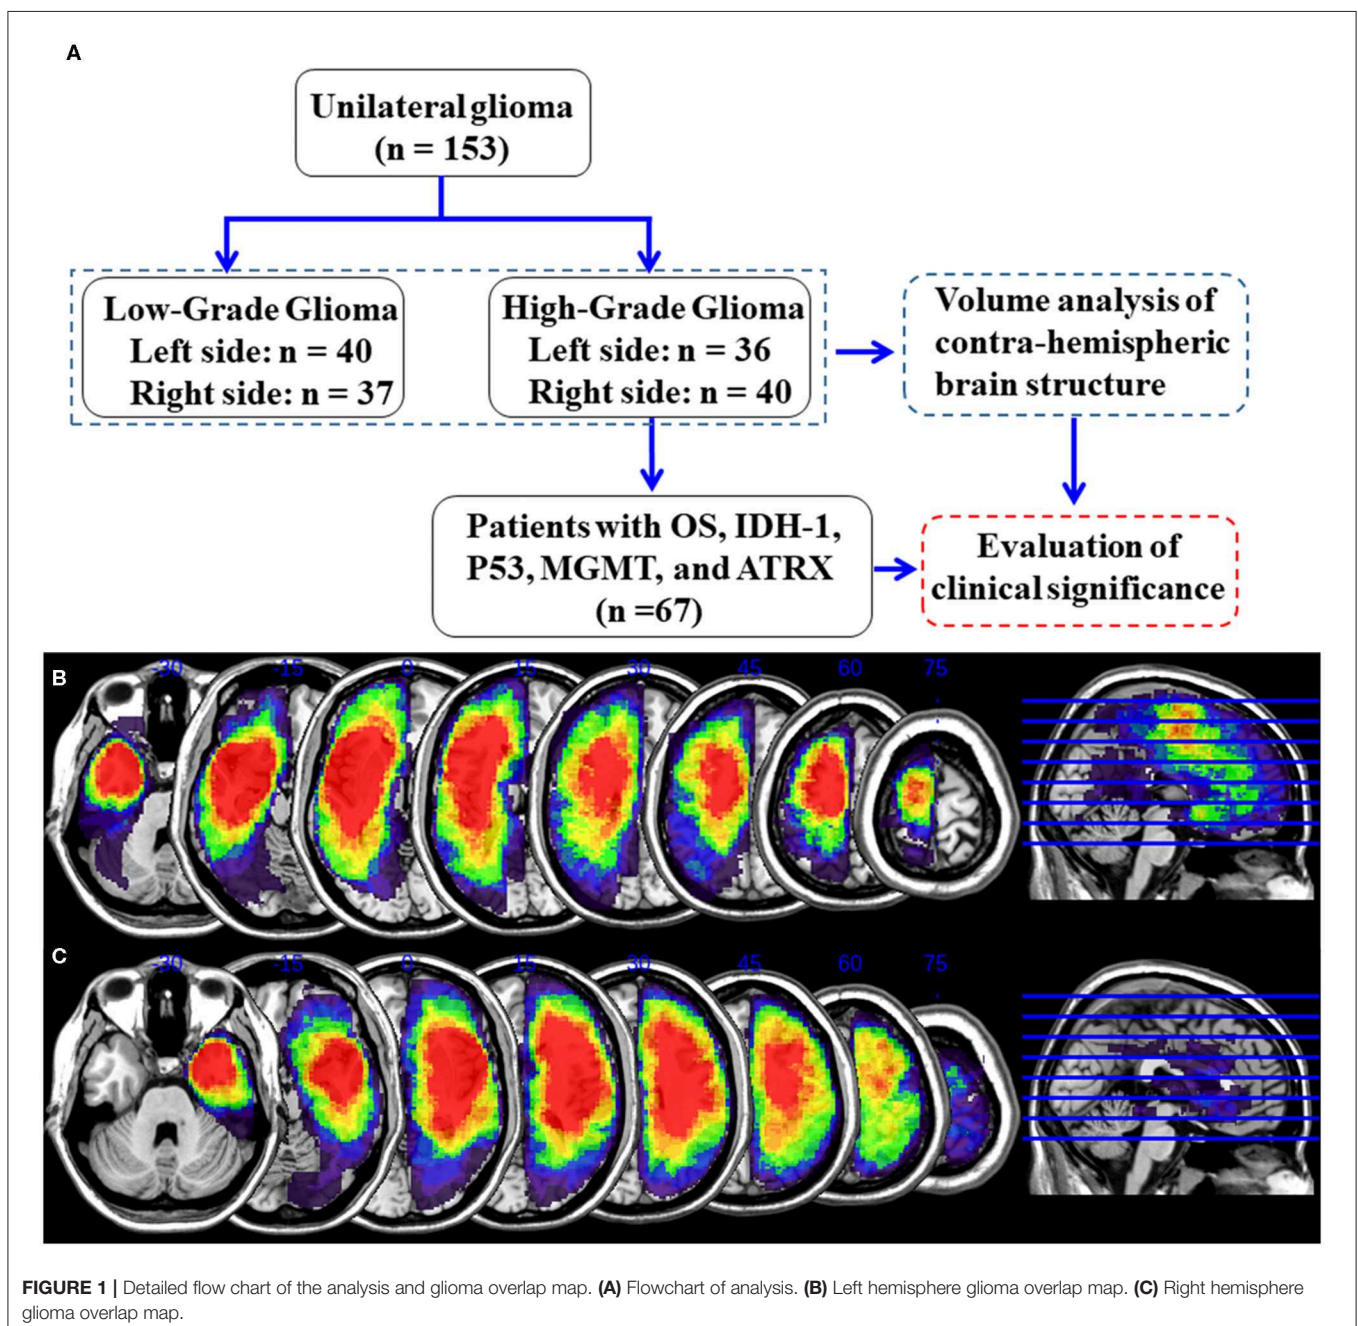 A
Unilateral glioma
(n = 153)
Low-Grade Glioma
Left side: n = 40
Right side: n = 37
High-Grade Glioma
Left side: n = 36
Right side: n = 40
Volume analysis of
contra-hemispheric
brain structure
Patients with OS, IDH-1,
P53, MGMT, and ATRX
(n =67)
Evaluation of
clinical significance
B
-30 -15 0 15 30 45 60 75
C
-30 -15 0 15 30 45 60 75
FIGURE 1 | Detailed flow chart of the analysis and glioma overlap map. (A) Flowchart of analysis. (B) Left hemisphere glioma overlap map. (C) Right hemisphere
glioma overlap map.